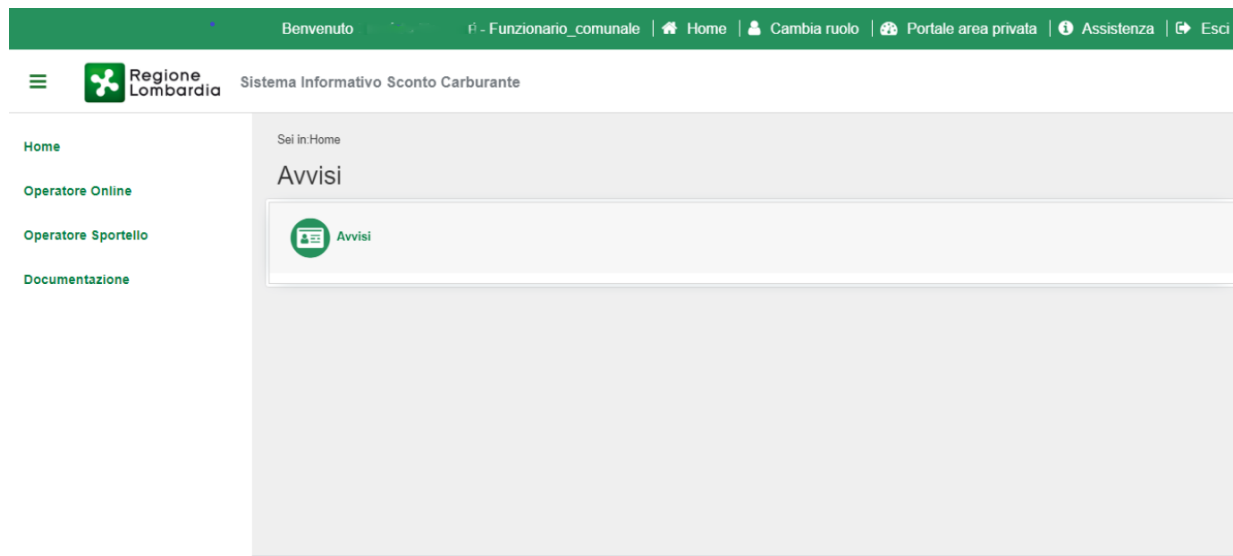 Benvenuto - Funzionario_comunale | Home | Cambia ruolo | Portale area privata | Assistenza | Esci
Regione
Lombardia
Sistema Informativo Sconto Carburante
Home
Operatore Online
Operatore Sportello
Documentazione
Sei in:Home
Avvisi
Avvisi